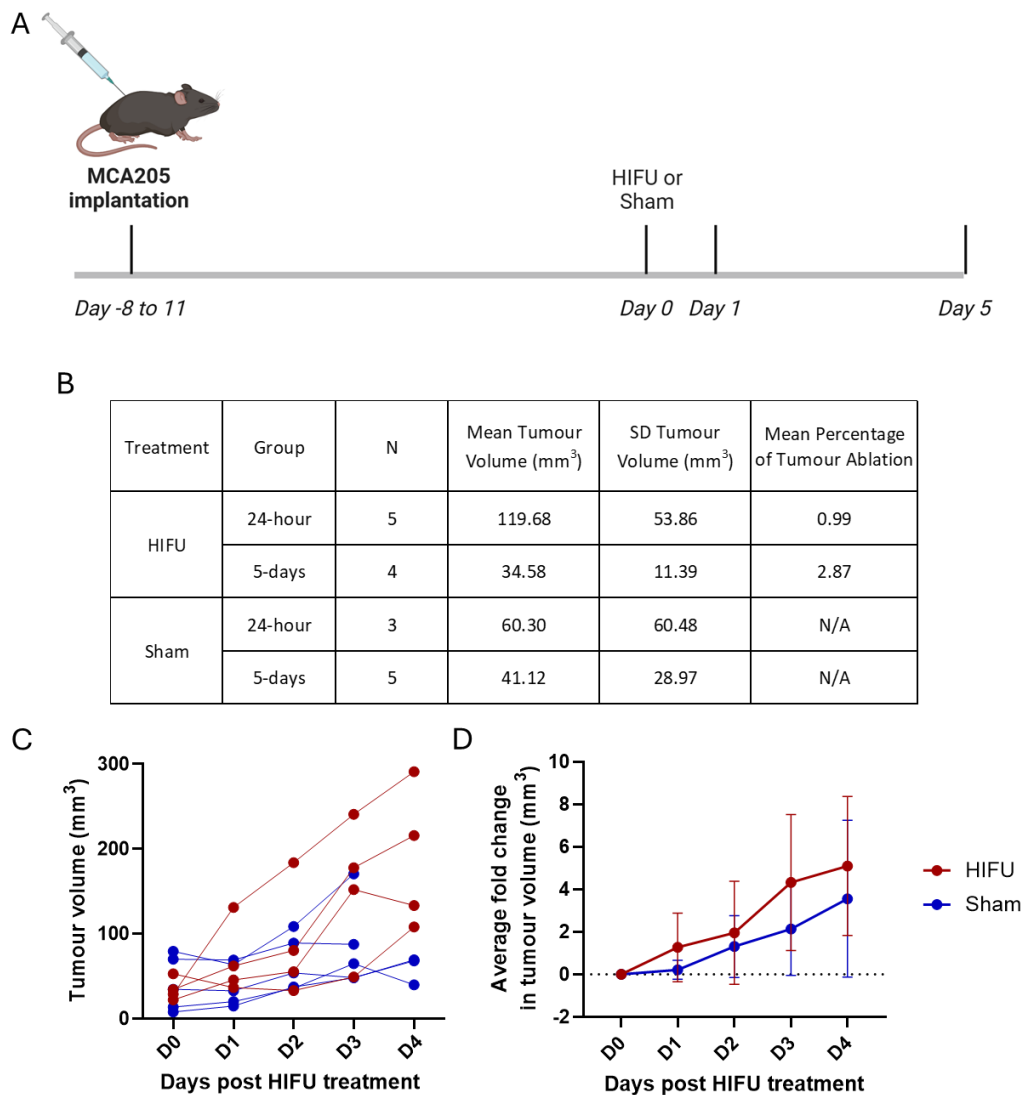 A
MCA205
implantation
HIFU or
Sham
Day -8 to 11
Day 0
Day 1
Day 5
B
Treatment
Group
N
Mean Tumour
Volume (mm³)
SD Tumour
Volume (mm³)
Mean Percentage
of Tumour Ablation
HIFU
24-hour
5
119.68
53.86
0.99
5-days
4
34.58
11.39
2.87
Sham
24-hour
3
60.30
60.48
N/A
5-days
5
41.12
28.97
N/A
C
Tumour volume (mm³)
300
200
100
0
D0
D1
D2
D3
D4
Days post HIFU treatment
D
Average fold change
in tumour volume (mm³)
10
8
6
4
2
0
-2
D0
D1
D2
D3
D4
Days post HIFU treatment
HIFU
Sham